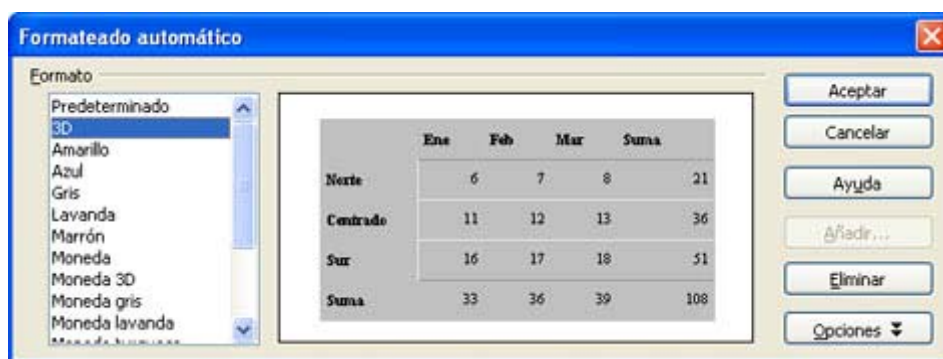 Formateado automático
Formato
Predeterminado
3D
Amarillo
Azul
Gris
Lavanda
Marrón
Moneda
Moneda 3D
Moneda gris
Moneda lavanda
Ene Feb Mar Suma
Norte 6 7 8 21
Centrado 11 12 13 36
Sur 16 17 18 51
Suma 33 36 39 108
Aceptar
Cancelar
Ayuda
Añadir...
Eliminar
Opciones